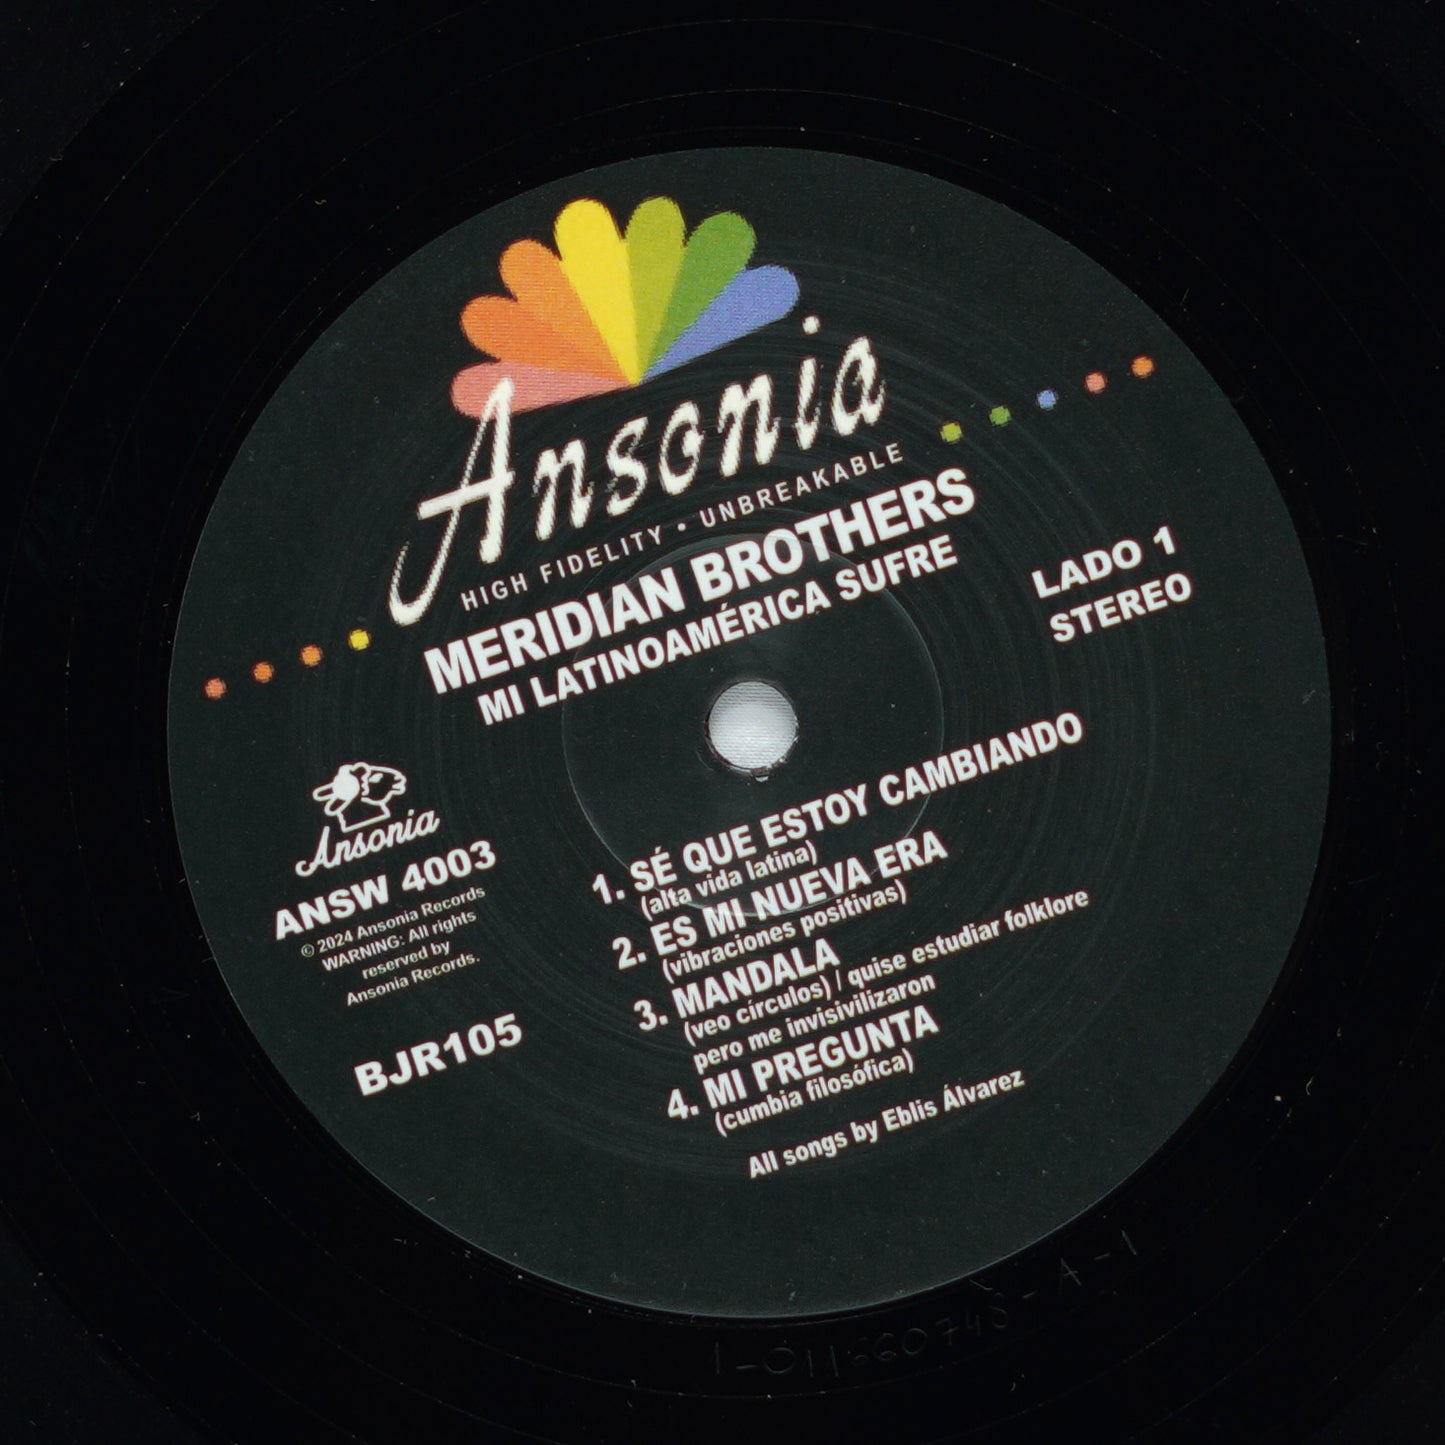 Ansonia
HIGH FIDELITY • UNBREAKABLE
MERIDIAN BROTHERS
MI LATINOAMÉRICA SUFRE
LADO 1
STEREO
Ansonia
ANSW 4003
© 2024 Ansonia Records
WARNING: All rights
reserved by
Ansonia Records.
BJR105
1. SÉ QUE ESTOY CAMBIANDO
(alta vida latina)
2. ES MI NUEVA ERA
(vibraciones positivas)
3. MANDALA
(veo círculos) / quise estudiar folklore
pero me invisivilizaron
4. MI PREGUNTA
(cumbia filosófica)
All songs by Eblis Álvarez